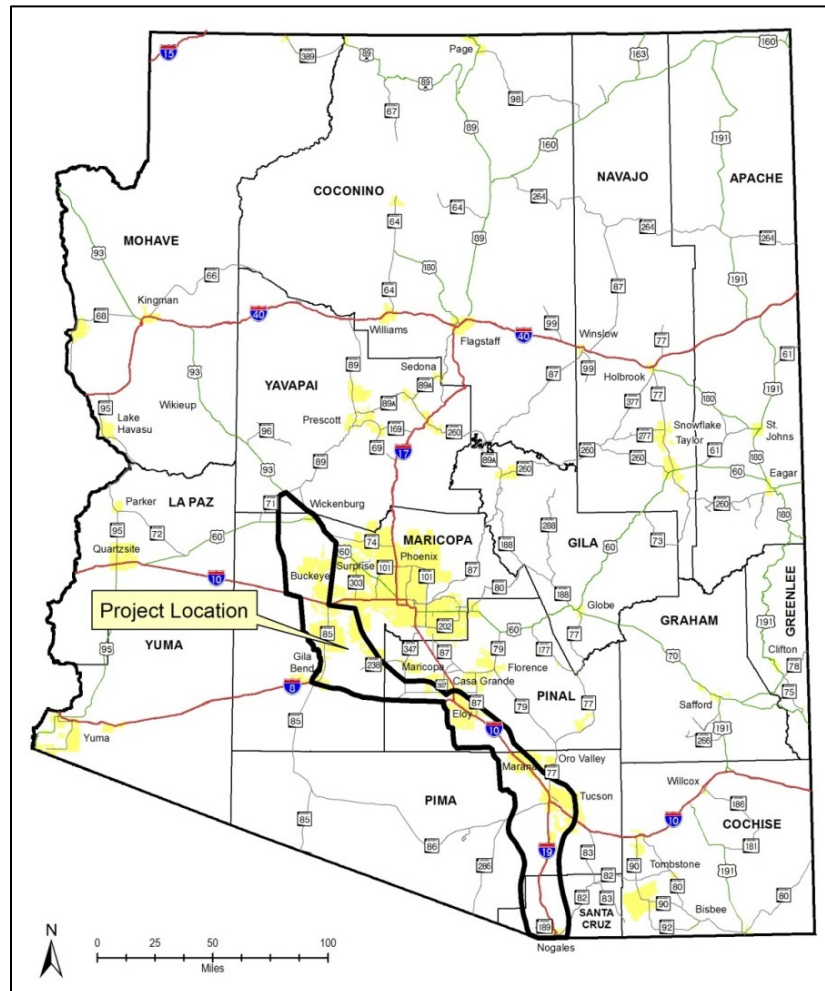 15
389
89
A
Page
160
163
98
67
89
A
89
191
160
NAVAJO
APACHE
COCONINO
264
64
64
MOHAVE
264
264
93
89
191
180
66
87
64
68
Kingman
40
Williams
Flagstaff
40
99
Winslow
77
61
89
Sedona
99
Holbrook
191
93
YAVAPAI
89A
87
180
377
77
95
Wikieup
Prescott
89A
Snowflake
St.
Johns
Lake
Havasu
169
260
277
Taylor
61
96
69
260
260
60
180
Eagar
89
17
89A
260
93
260
180
LA PAZ
71
Wickenburg
Parker
288
95
72
60
74
MARICOPA
188
GILA
73
Quartzsite
60
Phoenix
60
Surprise
101
101
87
GREENLEE
10
Buckeye
303
80
188
GRAHAM
191
Project Location
202
Globe
YUMA
85
60
77
70
Clifton
347
87
79
177
78
95
238
Maricopa
Florence
75
Gila
Bend
387
Casa Grande
PINAL
Safford
8
87
79
77
85
Eloy
266
191
Yuma
10
Oro Valley
Marana
77
Willcox
PIMA
Tucson
186
10
85
COCHISE
86
19
83
181
286
90
Tombstone
82
191
80
82
83
90
80
Bisbee
N
SANTA
CRUZ
92
189
0
25
50
100
Miles
Nogales